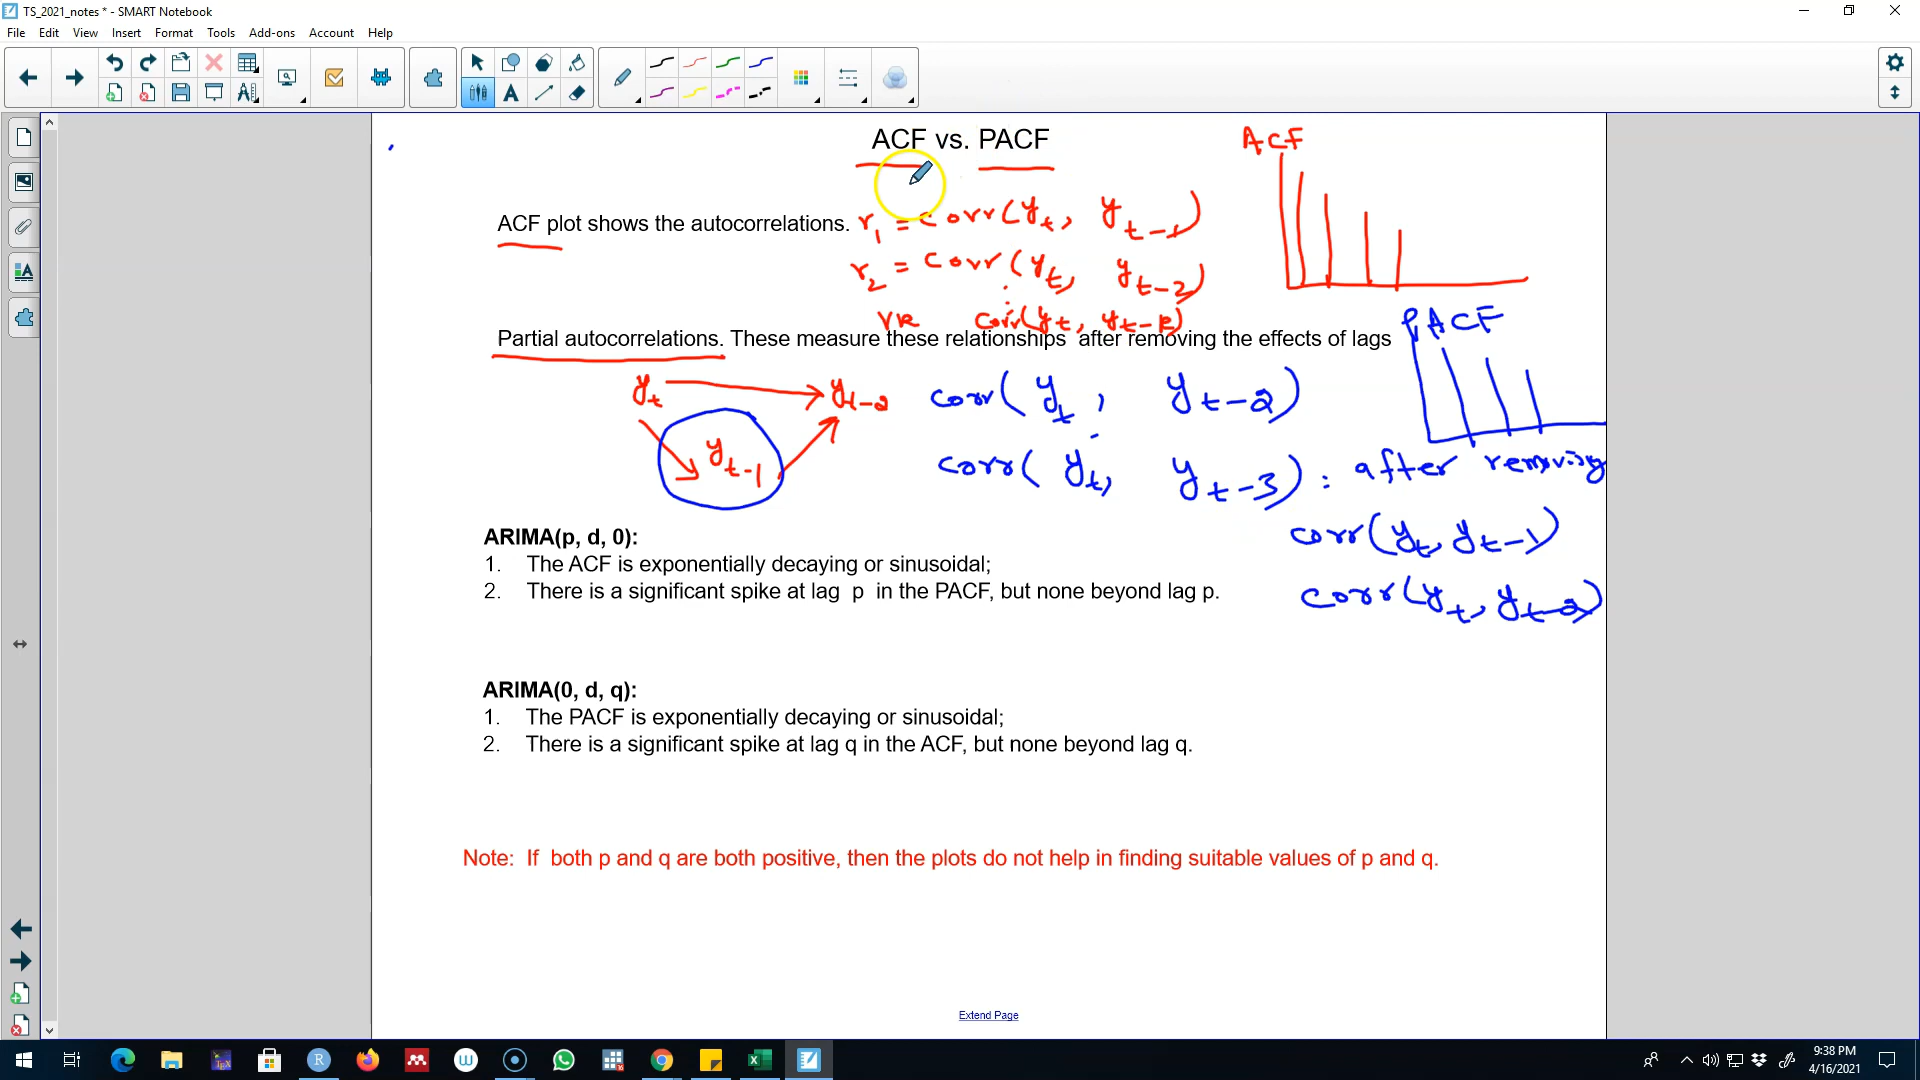 TS_2021_notes * - SMART Notebook
File Edit View Insert Format Tools Add-ons Account Help
ACF vs. PACF
ACF
ACF plot shows the autocorrelations. r1 = corr(yt, yt-1)
r2 = corr(yt, yt-2)
rk corr(yt, yt-k)
PACF
Partial autocorrelations. These measure these relationships after removing the effects of lags
yt yt-2 corr( yt, yt-2)
yt-1 corr( yt, yt-3) : after removing
corr(yt, yt-1)
corr(yt, yt-2)
ARIMA(p, d, 0):
1. The ACF is exponentially decaying or sinusoidal;
2. There is a significant spike at lag p in the PACF, but none beyond lag p.
ARIMA(0, d, q):
1. The PACF is exponentially decaying or sinusoidal;
2. There is a significant spike at lag q in the ACF, but none beyond lag q.
Note: If both p and q are both positive, then the plots do not help in finding suitable values of p and q.
Extend Page
9:38 PM
4/16/2021